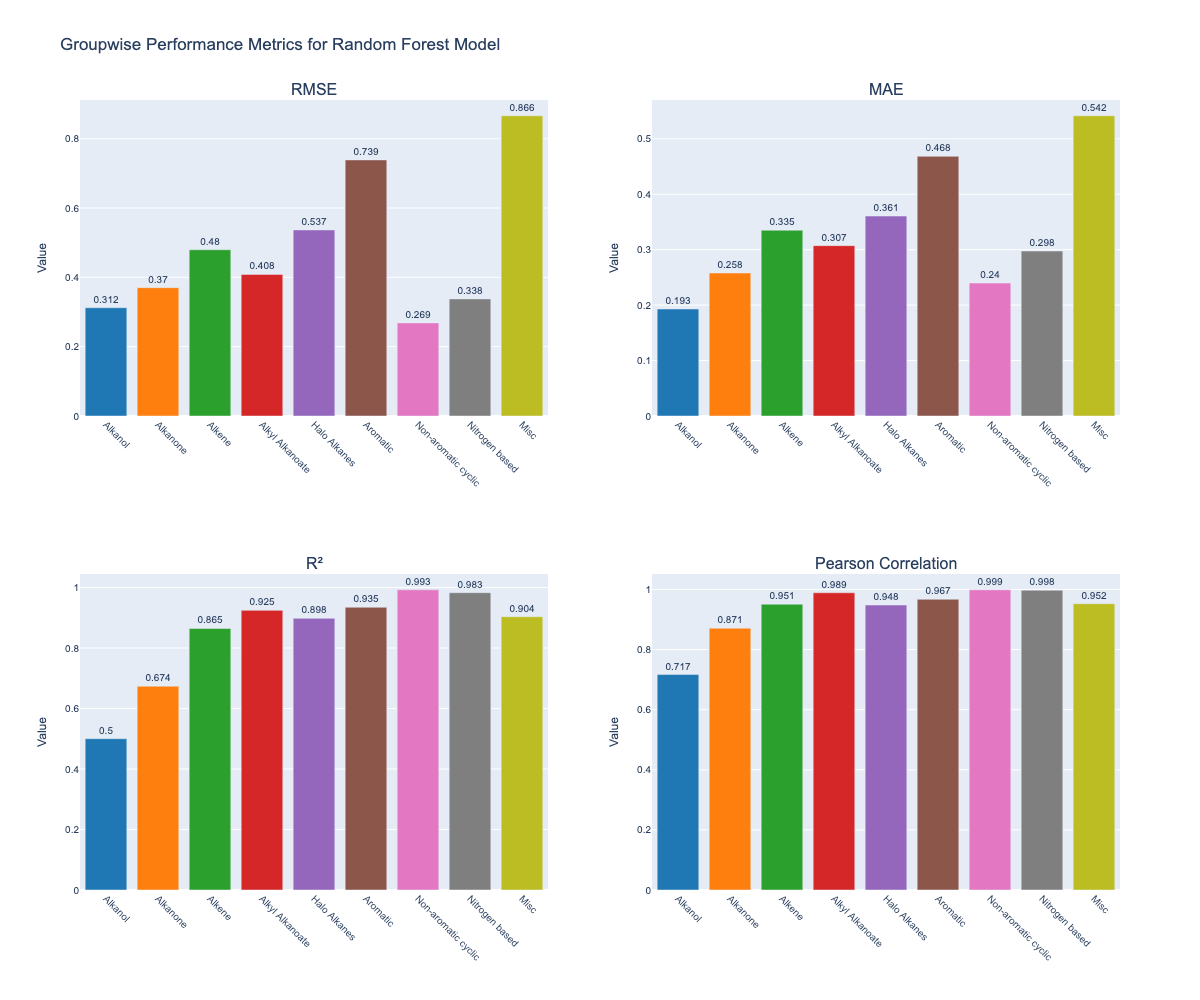 Groupwise Performance Metrics for Random Forest Model
RMSE
Value
0.8
0.6
0.4
0.2
0
0.312
0.37
0.48
0.408
0.537
0.739
0.269
0.338
0.866
Alkanol
Alkanone
Alkene
Alkyl Alkanoate
Halo Alkanes
Aromatic
Non-aromatic cyclic
Nitrogen based
Misc
MAE
Value
0.5
0.4
0.3
0.2
0.1
0
0.193
0.258
0.335
0.307
0.361
0.468
0.24
0.298
0.542
Alkanol
Alkanone
Alkene
Alkyl Alkanoate
Halo Alkanes
Aromatic
Non-aromatic cyclic
Nitrogen based
Misc
R²
Value
1
0.8
0.6
0.4
0.2
0
0.5
0.674
0.865
0.925
0.898
0.935
0.993
0.983
0.904
Alkanol
Alkanone
Alkene
Alkyl Alkanoate
Halo Alkanes
Aromatic
Non-aromatic cyclic
Nitrogen based
Misc
Pearson Correlation
Value
1
0.8
0.6
0.4
0.2
0
0.717
0.871
0.951
0.989
0.948
0.967
0.999
0.998
0.952
Alkanol
Alkanone
Alkene
Alkyl Alkanoate
Halo Alkanes
Aromatic
Non-aromatic cyclic
Nitrogen based
Misc